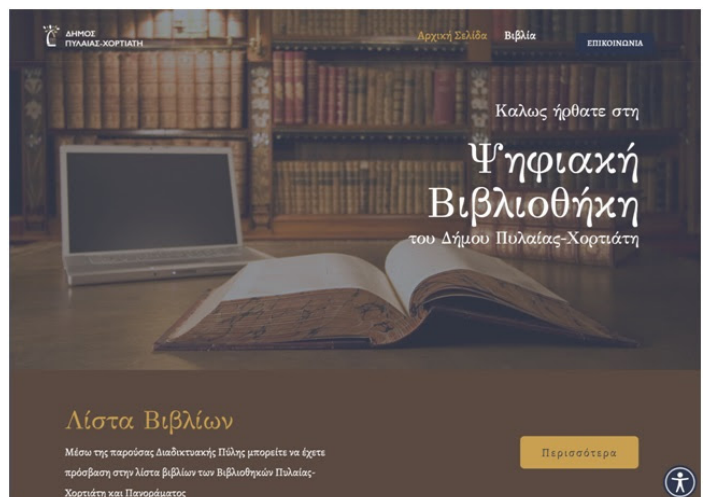 ΔΗΜΟΣ
ΠΥΛΑΙΑΣ-ΧΟΡΤΙΑΤΗ
Αρχική Σελίδα Βιβλία ΕΠΙΚΟΙΝΩΝΙΑ
Καλως ήρθατε στη
Ψηφιακή
Βιβλιοθήκη
του Δήμου Πυλαίας-Χορτιάτη
Λίστα Βιβλίων
Μέσω της παρούσας Διαδικτυακής Πύλης μπορείτε να έχετε
πρόσβαση στην λίστα βιβλίων των Βιβλιοθηκών Πυλαίας-
Χορτιάτη και Πανοράματος
Περισσότερα